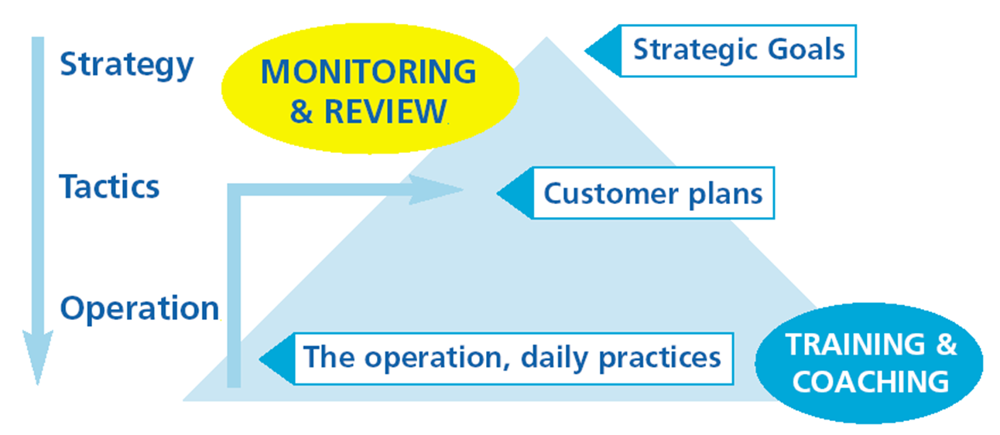 Strategy
MONITORING
& REVIEW
Strategic Goals
Tactics
Customer plans
Operation
The operation, daily practices
TRAINING &
COACHING